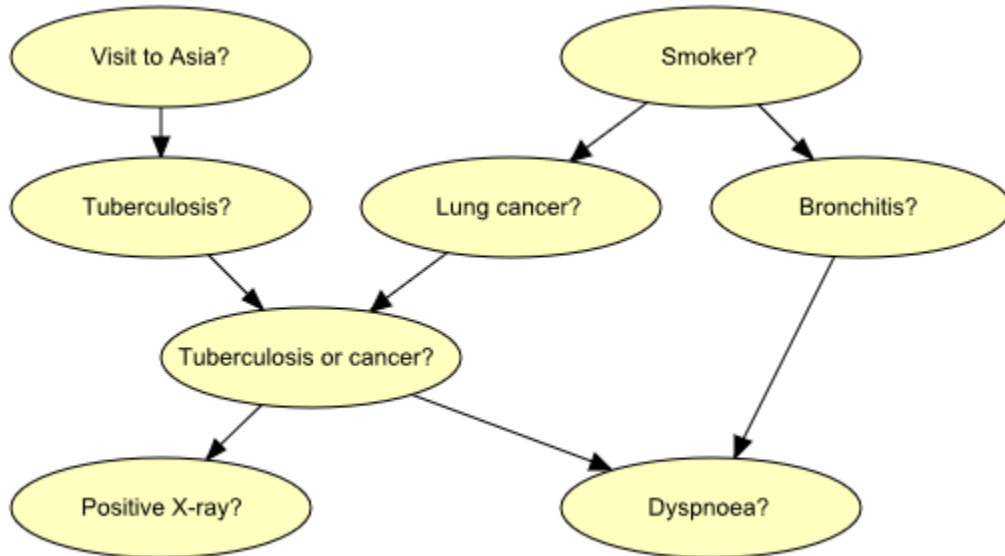 Visit to Asia?
Smoker?
Tuberculosis?
Lung cancer?
Bronchitis?
Tuberculosis or cancer?
Positive X-ray?
Dyspnoea?